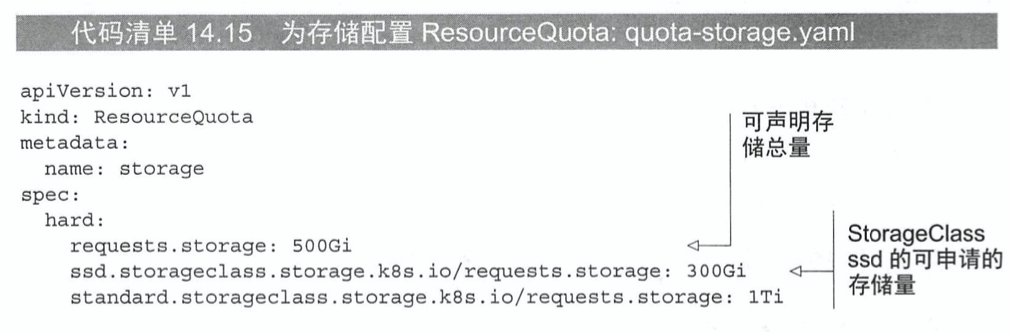 代码清单 14.15 为存储配置 ResourceQuota: quota-storage.yaml
apiVersion: v1
kind: ResourceQuota
metadata:
  name: storage
spec:
  hard:
    requests.storage: 500Gi
    ssd.storageclass.storage.k8s.io/requests.storage: 300Gi
    standard.storageclass.storage.k8s.io/requests.storage: 1Ti
可声明存
储总量
StorageClass
ssd 的可申请的
存储量